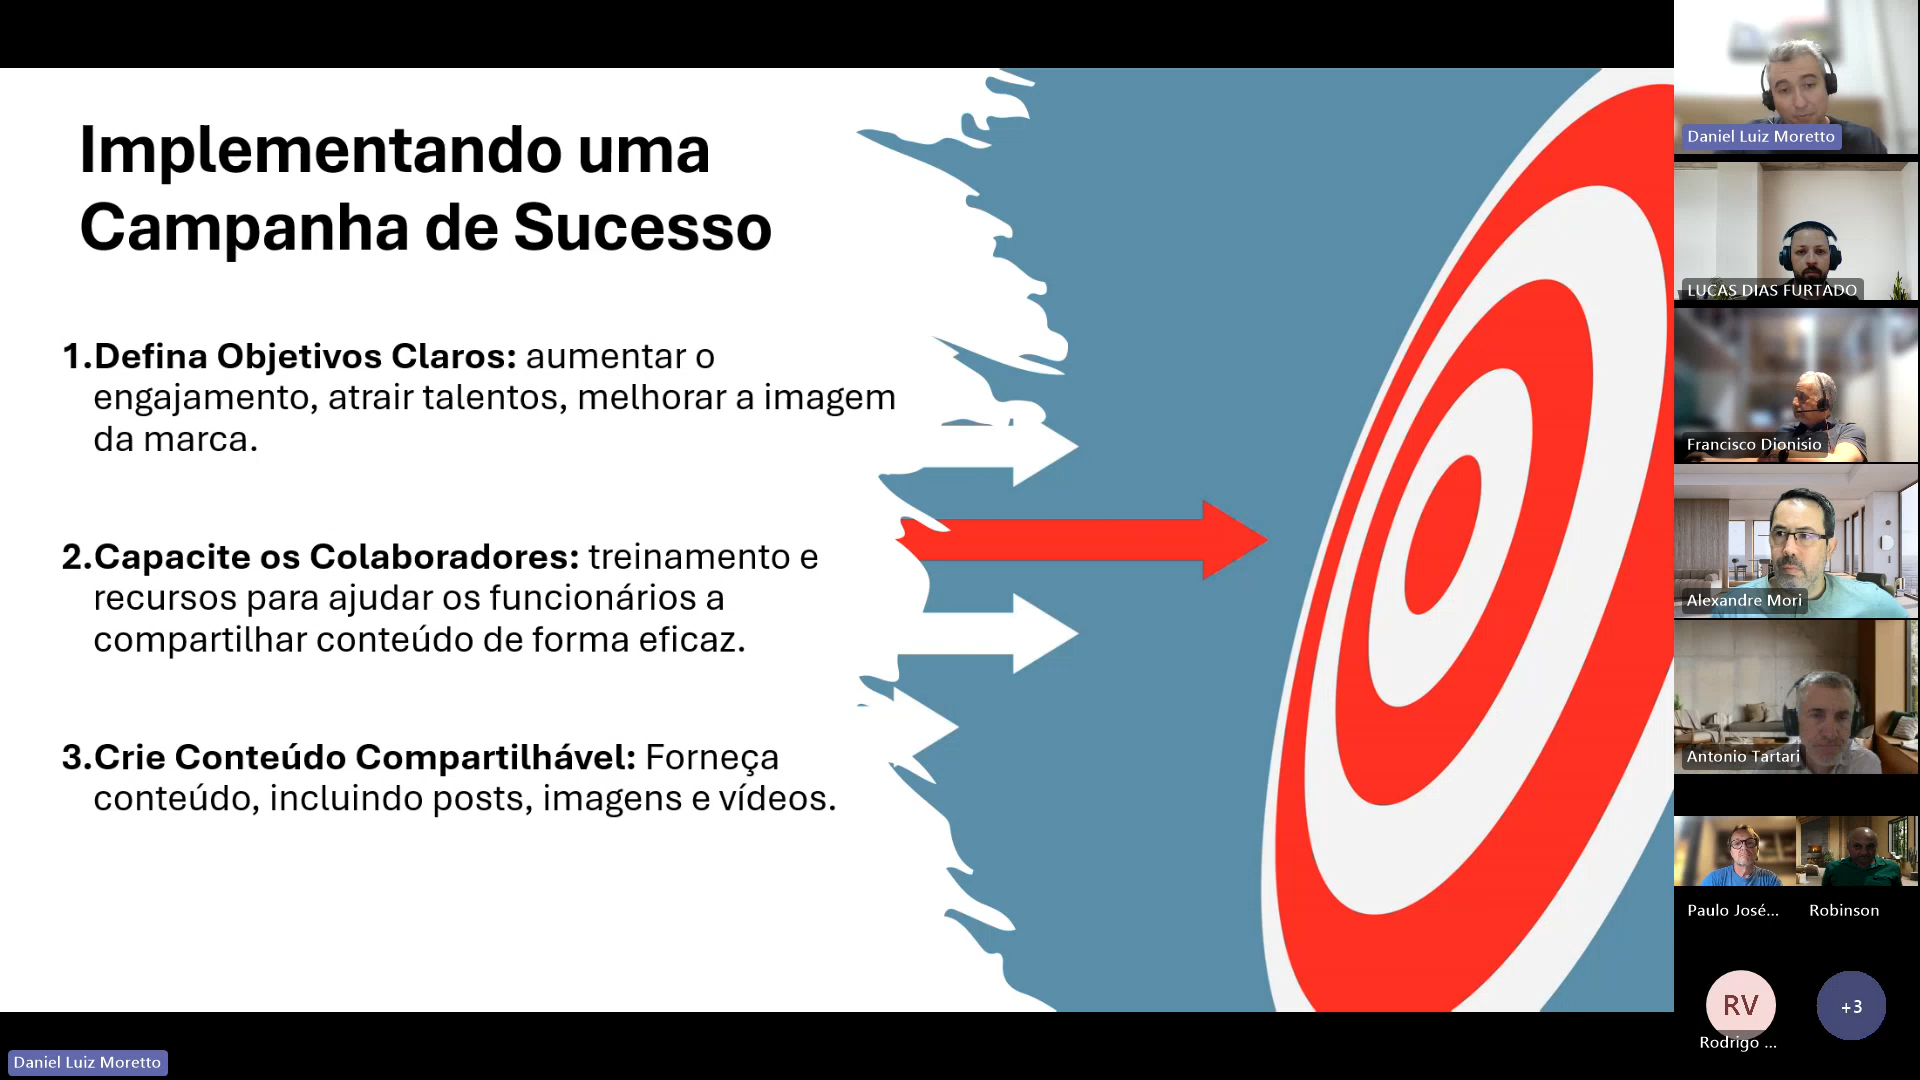 Implementando uma
Campanha de Sucesso
1.Defina Objetivos Claros: aumentar o
engajamento, atrair talentos, melhorar a imagem
da marca.
2.Capacite os Colaboradores: treinamento e
recursos para ajudar os funcionários a
compartilhar conteúdo de forma eficaz.
3.Crie Conteúdo Compartilhável: Forneça
conteúdo, incluindo posts, imagens e vídeos.
Daniel Luiz Moretto
Daniel Luiz Moretto
LUCAS DIAS FURTADO
Francisco Dionisio
Alexandre Mori
Antonio Tartari
Paulo José...
Robinson
RV
Rodrigo ...
+3